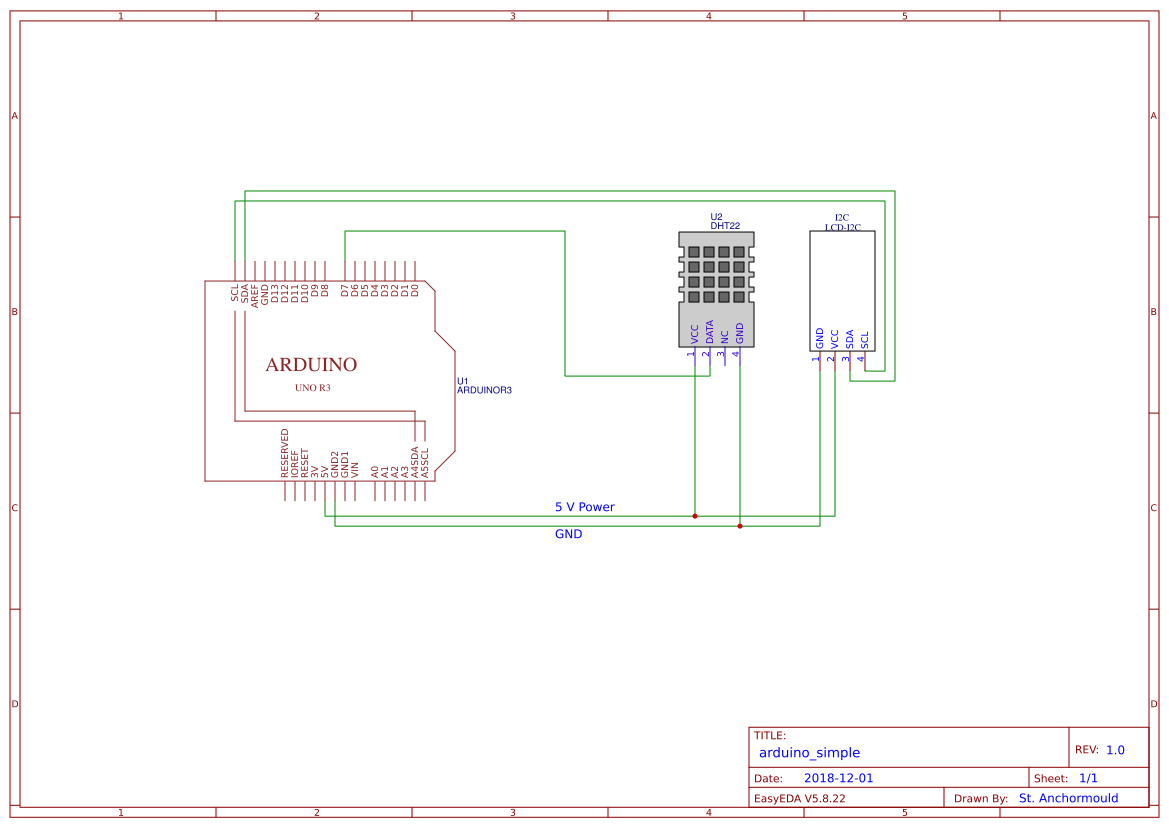 1 2 3 4 5
A A
U2
DHT22
I2C
LCD-I2C
SCL SDA AREF GND D13 D12 D11 D10 D9 D8 D7 D6 D5 D4 D3 D2 D1 D0
B B
VCC DATA NC GND
1 2 3 4
GND VCC SDA SCL
1 2 3 4
ARDUINO
UNO R3
U1
ARDUINOR3
RESERVED IOREF RESET 3V 5V GND2 GND1 VIN A0 A1 A2 A3 A4SDA A5SCL
5 V Power
C C
GND
D D
TITLE:
arduino_simple
REV: 1.0
Date: 2018-12-01
Sheet: 1/1
EasyEDA V5.8.22
Drawn By: St. Anchormould
1 2 3 4 5